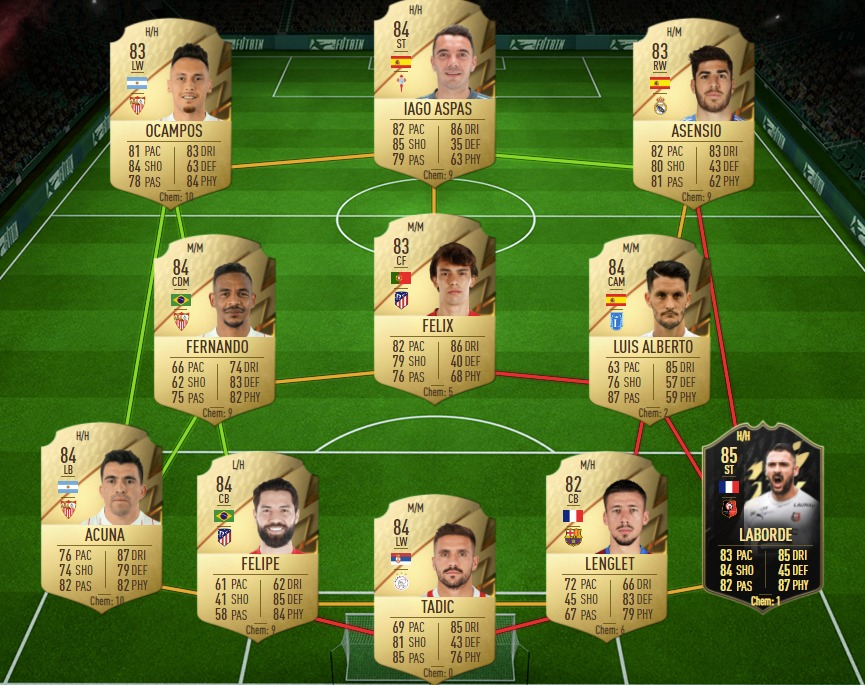 FUTBIN
FUTBIN
H/H
83
LW
OCAMPOS
81 PAC 83 DRI
84 SHO 63 DEF
78 PAS 84 PHY
Chem: 10
H/H
84
ST
IAGO ASPAS
82 PAC 86 DRI
85 SHO 35 DEF
79 PAS 63 PHY
Chem: 9
H/M
83
RW
ASENSIO
82 PAC 83 DRI
80 SHO 43 DEF
81 PAS 62 PHY
Chem: 9
M/M
84
CDM
FERNANDO
66 PAC 74 DRI
62 SHO 83 DEF
75 PAS 82 PHY
Chem: 9
M/M
83
CF
FELIX
82 PAC 86 DRI
79 SHO 40 DEF
76 PAS 68 PHY
Chem: 5
M/M
84
CAM
LUIS ALBERTO
63 PAC 85 DRI
76 SHO 57 DEF
87 PAS 59 PHY
Chem: 2
H/H
84
LB
ACUNA
76 PAC 87 DRI
74 SHO 79 DEF
82 PAS 82 PHY
Chem: 10
L/H
84
CB
FELIPE
61 PAC 62 DRI
41 SHO 85 DEF
58 PAS 84 PHY
Chem: 9
M/M
84
LW
TADIC
69 PAC 85 DRI
81 SHO 43 DEF
85 PAS 76 PHY
Chem: 0
M/H
82
CB
LENGLET
72 PAC 66 DRI
45 SHO 83 DEF
67 PAS 79 PHY
Chem: 6
H/H
85
ST
LABORDE
83 PAC 85 DRI
84 SHO 45 DEF
82 PAS 87 PHY
Chem: 1